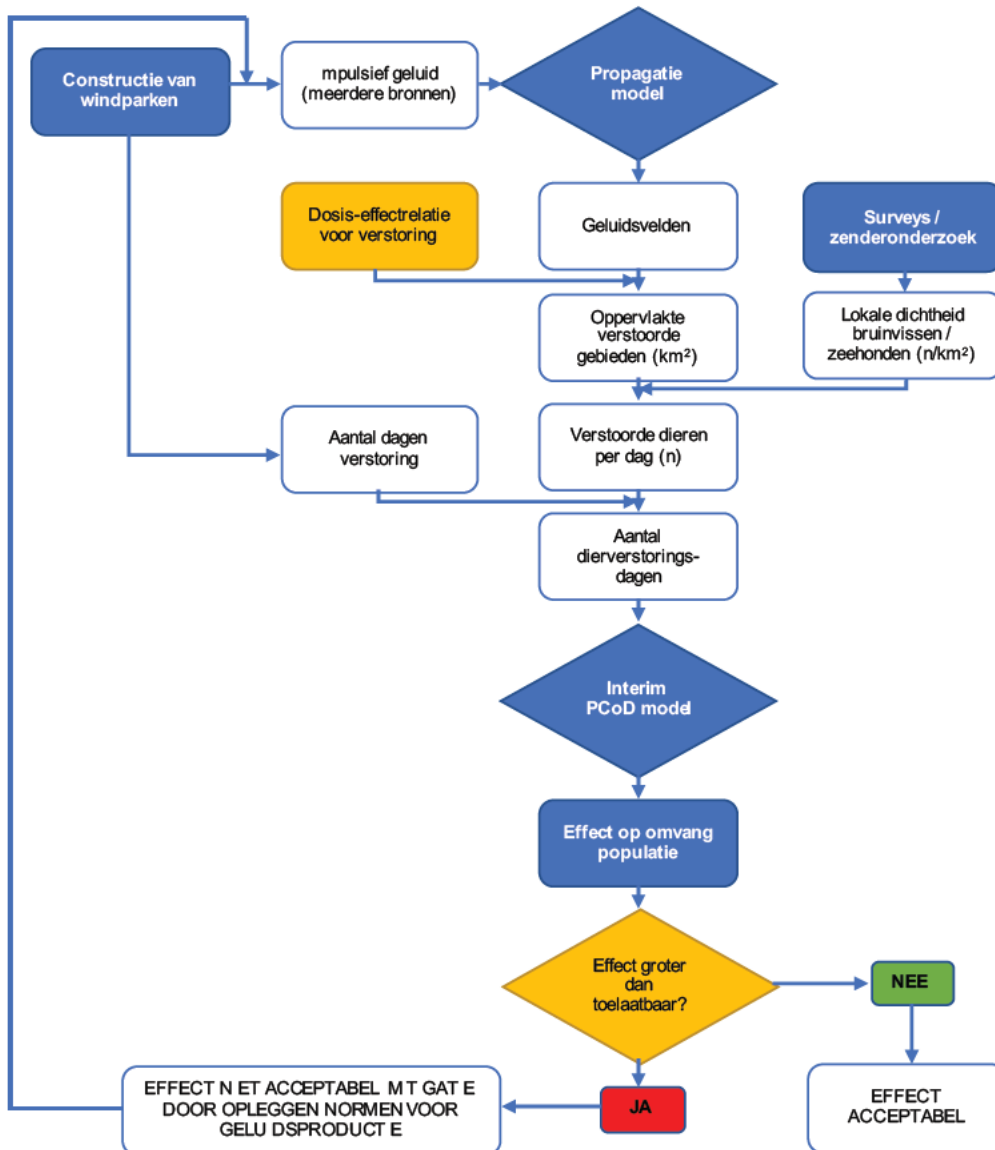 Constructie van
windparken
mpulsief geluid
(meerdere bronnen)
Propagatie
model
Dosis-effectrelatie
voor verstoring
Geluidsvelden
Surveys /
zenderonderzoek
Oppervlakte
verstoorde
gebieden (km²)
Lokale dichtheid
bruinvissen /
zeehonden (n/km²)
Aantal dagen
verstoring
Verstoorde dieren
per dag (n)
Aantal
dierverstorings-
dagen
Interim
PCoD model
Effect op omvang
populatie
Effect groter
dan
toelaatbaar?
NEE
JA
EFFECT N ET ACCEPTABEL M T GAT E
DOOR OPLEGGEN NORMEN VOOR
GELU DSPRODUCT E
EFFECT
ACCEPTABEL